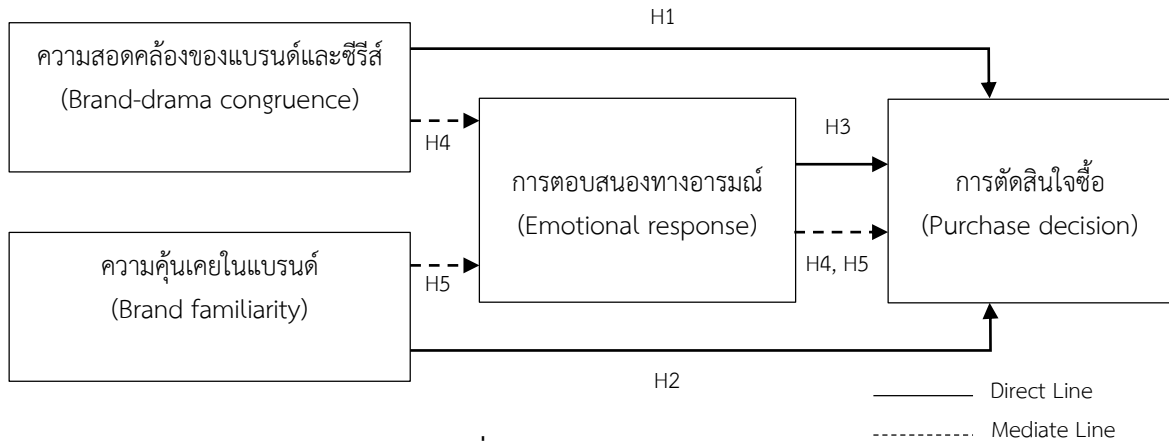 H1
ความสอดคล้องของแบรนด์และซีรีส์
(Brand-drama congruence)
H4
H3
การตอบสนองทางอารมณ์
(Emotional response)
การตัดสินใจซื้อ
(Purchase decision)
ความคุ้นเคยในแบรนด์
(Brand familiarity)
H5
H4, H5
H2
Direct Line
Mediate Line